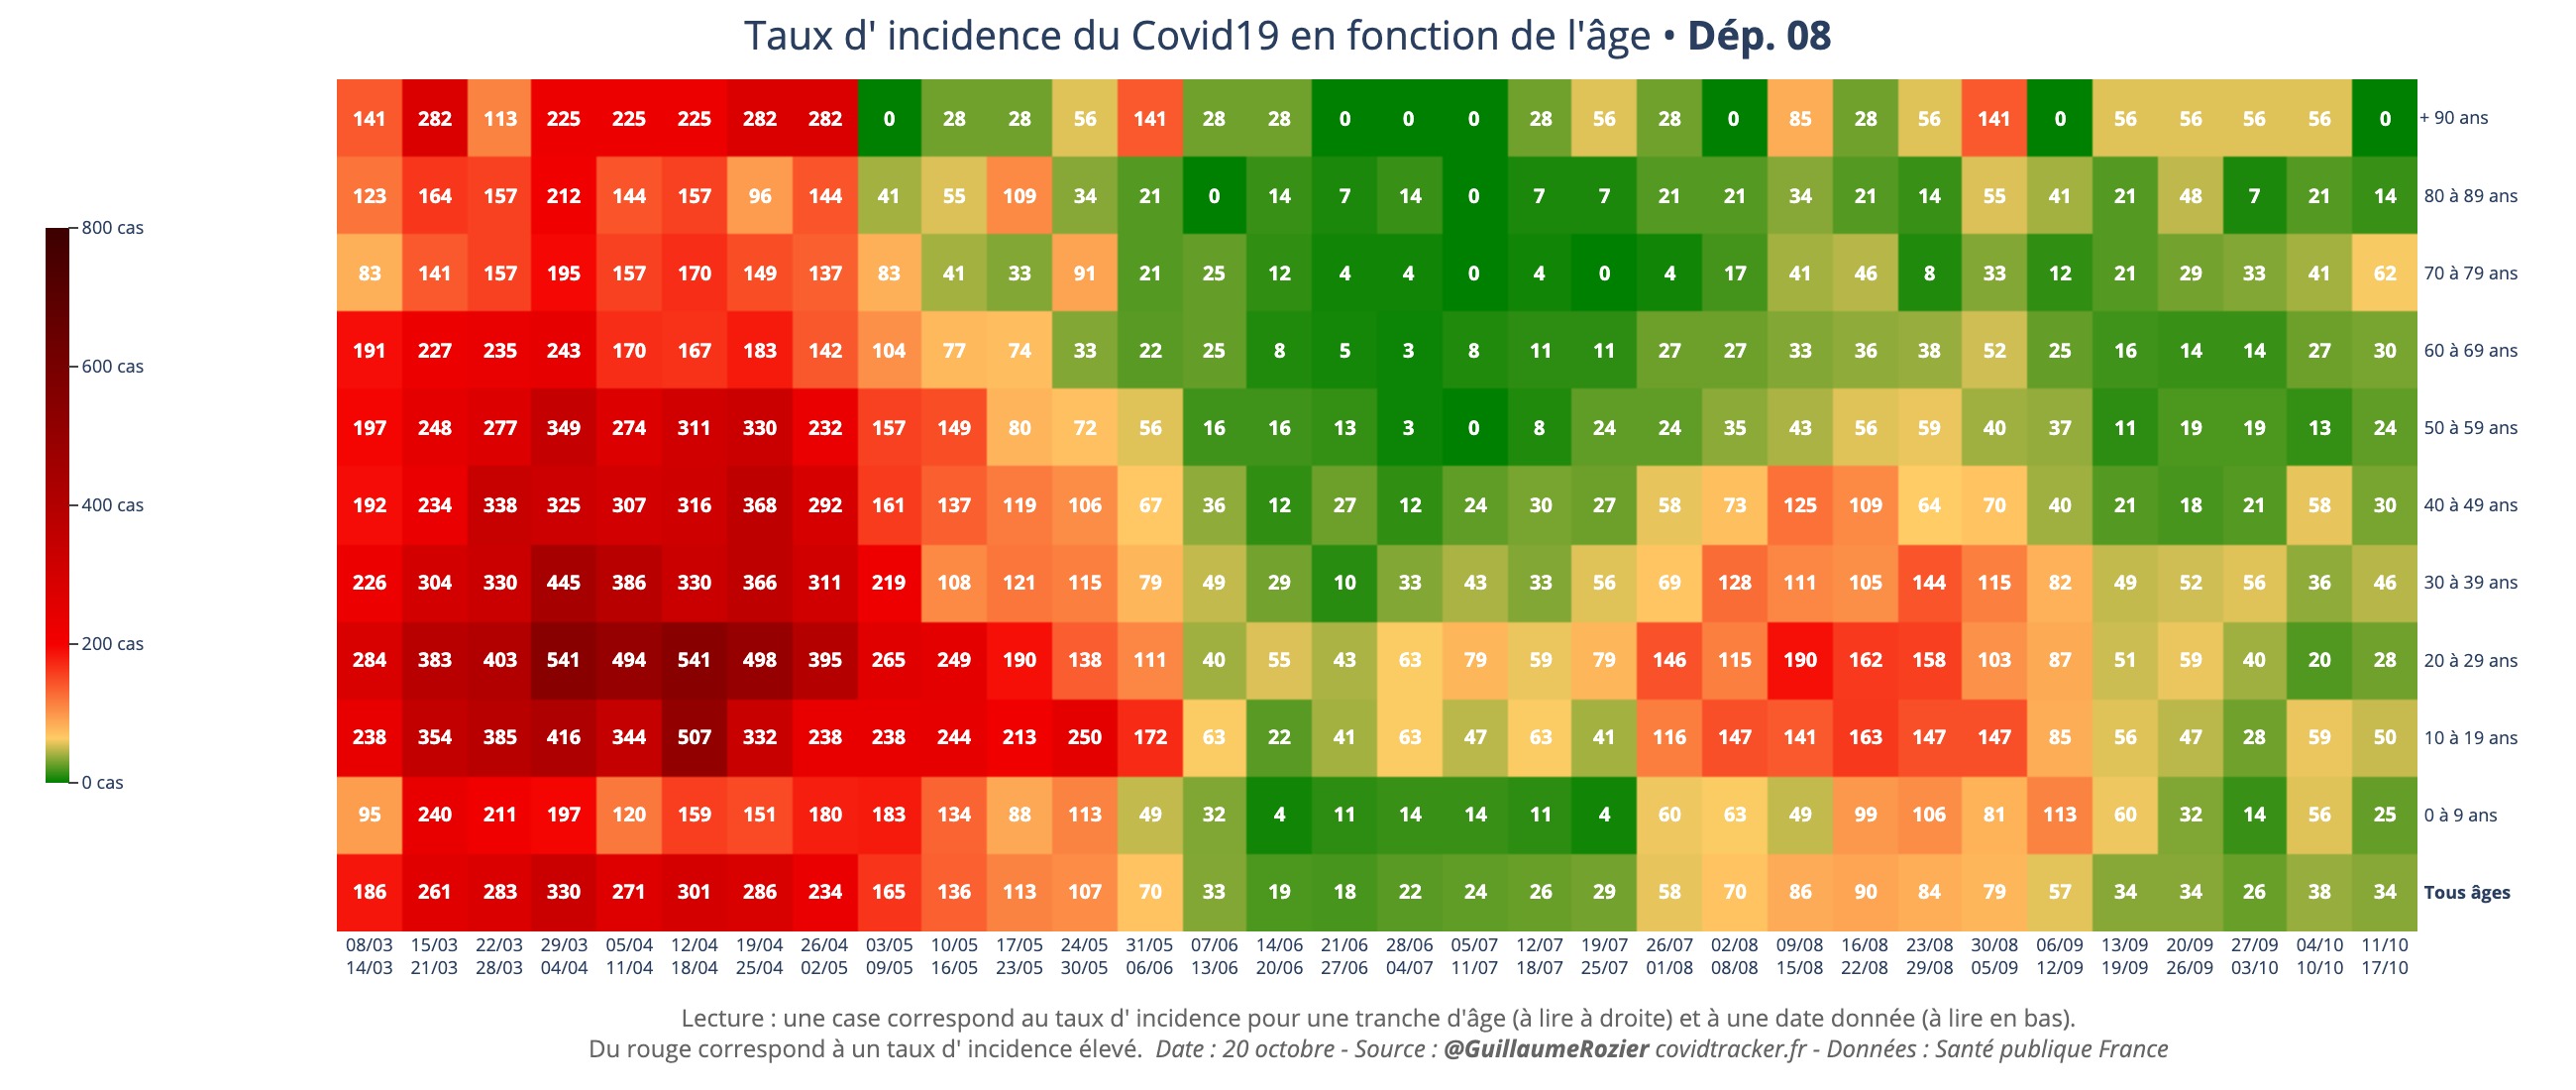 Taux d' incidence du Covid19 en fonction de l'âge • Dép. 08
800 cas
600 cas
400 cas
200 cas
0 cas
141 282 113 225 225 225 282 282 0 28 28 56 141 28 28 0 0 0 28 56 28 0 85 28 56 141 0 56 56 56 56 0 + 90 ans
123 164 157 212 144 157 96 144 41 55 109 34 21 0 14 7 14 0 7 7 21 21 34 21 14 55 41 21 48 7 21 14 80 à 89 ans
83 141 157 195 157 170 149 137 83 41 33 91 21 25 12 4 4 0 4 0 4 17 41 46 8 33 12 21 29 33 41 62 70 à 79 ans
191 227 235 243 170 167 183 142 104 77 74 33 22 25 8 5 3 8 11 11 27 27 33 36 38 52 25 16 14 14 27 30 60 à 69 ans
197 248 277 349 274 311 330 232 157 149 80 72 56 16 16 13 3 0 8 24 24 35 43 56 59 40 37 11 19 19 13 24 50 à 59 ans
192 234 338 325 307 316 368 292 161 137 119 106 67 36 12 27 12 24 30 27 58 73 125 109 64 70 40 21 18 21 58 30 40 à 49 ans
226 304 330 445 386 330 366 311 219 108 121 115 79 49 29 10 33 43 33 56 69 128 111 105 144 115 82 49 52 56 36 46 30 à 39 ans
284 383 403 541 494 541 498 395 265 249 190 138 111 40 55 43 63 79 59 79 146 115 190 162 158 103 87 51 59 40 20 28 20 à 29 ans
238 354 385 416 344 507 332 238 238 244 213 250 172 63 22 41 63 47 63 41 116 147 141 163 147 147 85 56 47 28 59 50 10 à 19 ans
95 240 211 197 120 159 151 180 183 134 88 113 49 32 4 11 14 14 11 4 60 63 49 99 106 81 113 60 32 14 56 25 0 à 9 ans
186 261 283 330 271 301 286 234 165 136 113 107 70 33 19 18 22 24 26 29 58 70 86 90 84 79 57 34 34 26 38 34 Tous âges
08/03 15/03 22/03 29/03 05/04 12/04 19/04 26/04 03/05 10/05 17/05 24/05 31/05 07/06 14/06 21/06 28/06 05/07 12/07 19/07 26/07 02/08 09/08 16/08 23/08 30/08 06/09 13/09 20/09 27/09 04/10 11/10
14/03 21/03 28/03 04/04 11/04 18/04 25/04 02/05 09/05 16/05 23/05 30/05 06/06 13/06 20/06 27/06 04/07 11/07 18/07 25/07 01/08 08/08 15/08 22/08 29/08 05/09 12/09 19/09 26/09 03/10 10/10 17/10
Lecture : une case correspond au taux d' incidence pour une tranche d'âge (à lire à droite) et à une date donnée (à lire en bas).
Du rouge correspond à un taux d' incidence élevé. Date : 20 octobre - Source : @GuillaumeRozier covidtracker.fr - Données : Santé publique France